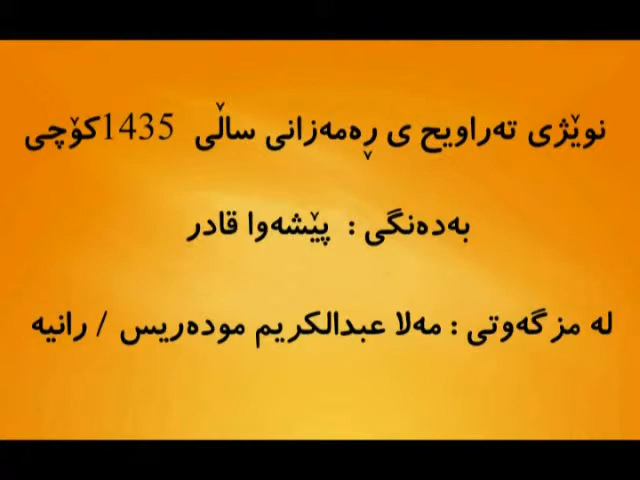 نوێژی تەراویح ی ڕەمەزانی ساڵی 1435کۆچی
بەدەنگی : پێشەوا قادر
لە مزگەوتی : مەلا عبدالکریم مودەریس / رانیە